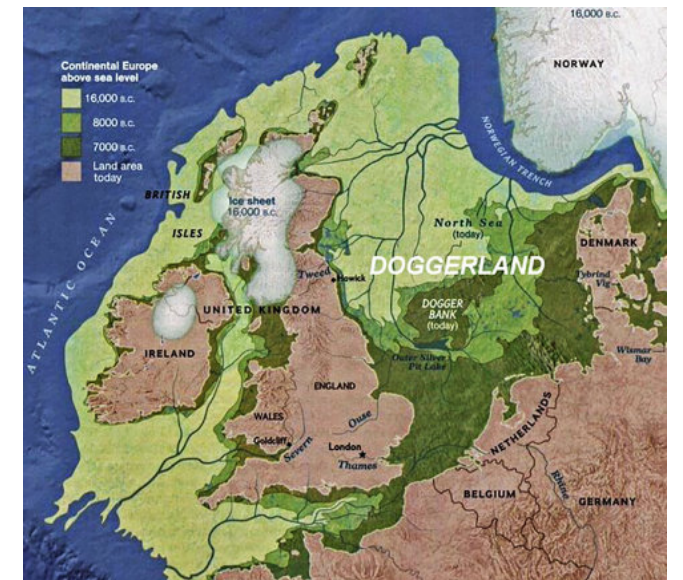 16,000 B.C.
NORWAY
Continental Europe
above sea level
16,000 B.C.
8000 B.C.
7000 B.C.
Land area
today
NORWEGIAN TRENCH
BRITISH
ISLES
Ice sheet
16,000 B.C.
North Sea
(today)
DENMARK
ATLANTIC OCEAN
DOGGERLAND
Tweed
Howick
Tybrind
Vig
DOGGER
BANK
(today)
UNITED KINGDOM
IRELAND
Outer Silver
Pit Lake
Wismar
Bay
ENGLAND
WALES
Ouse
NETHERLANDS
Goldcliff
Severn
London
Thames
BELGIUM
Rhine
GERMANY